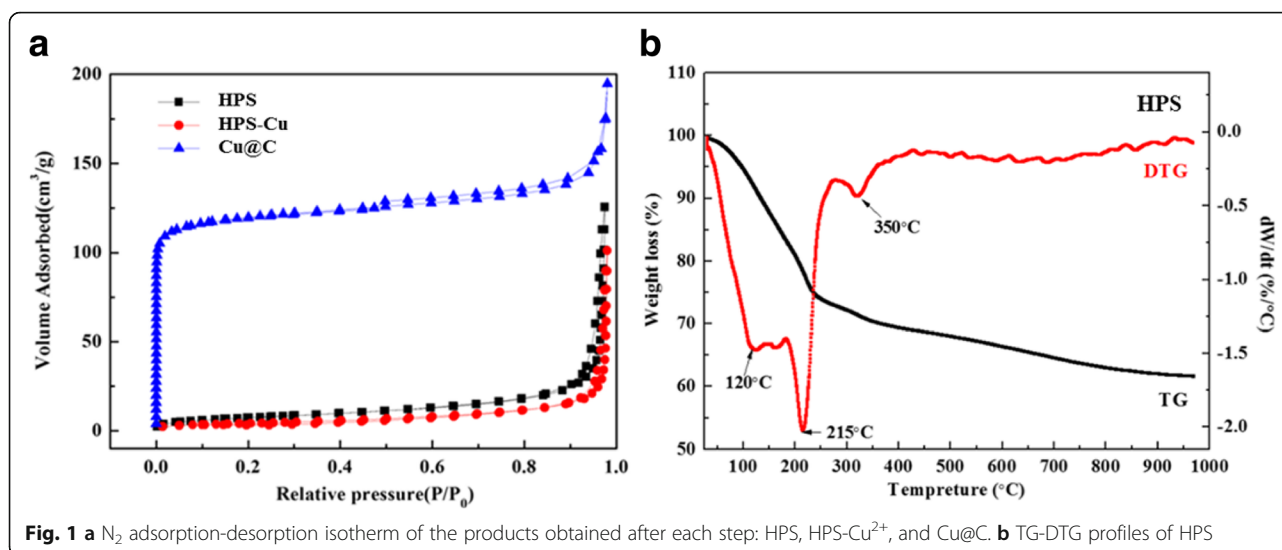 a
200
150
100
50
0
Volume Adsorbed(cm³/g)
HPS
HPS-Cu
Cu@C
0.0 0.2 0.4 0.6 0.8 1.0
Relative pressure(P/P₀)
b
110
100
90
80
70
60
50
Weight loss (%)
HPS
DTG
350°C
120°C
215°C
TG
0.0
-0.5
-1.0
-1.5
-2.0
dW/dt (%/°C)
100 200 300 400 500 600 700 800 900 1000
Tempreture (°C)
Fig. 1 a N₂ adsorption-desorption isotherm of the products obtained after each step: HPS, HPS-Cu²⁺, and Cu@C. b TG-DTG profiles of HPS